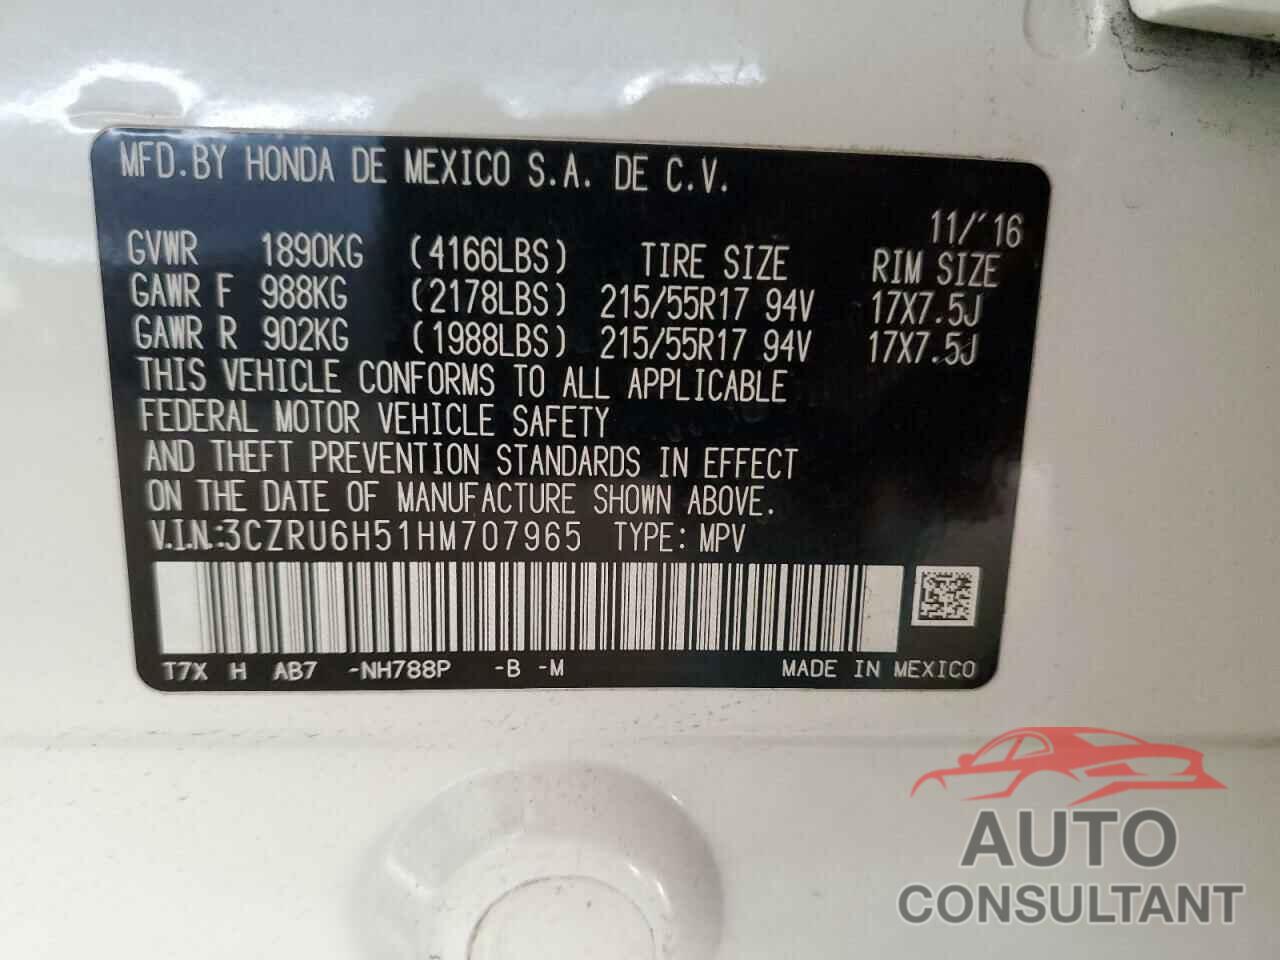 MFD. BY HONDA DE MEXICO S.A. DE C.V.
11/'16
GVWR 1890KG (4166LBS) TIRE SIZE RIM SIZE
GAWR F 988KG (2178LBS) 215/55R17 94V 17X7.5J
GAWR R 902KG (1988LBS) 215/55R17 94V 17X7.5J
THIS VEHICLE CONFORMS TO ALL APPLICABLE
FEDERAL MOTOR VEHICLE SAFETY
AND THEFT PREVENTION STANDARDS IN EFFECT
ON THE DATE OF MANUFACTURE SHOWN ABOVE.
V.I.N.:3CZRU6H51HM707965 TYPE: MPV
T7X H AB7 -NH788P -B -M MADE IN MEXICO
AUTO
CONSULTANT